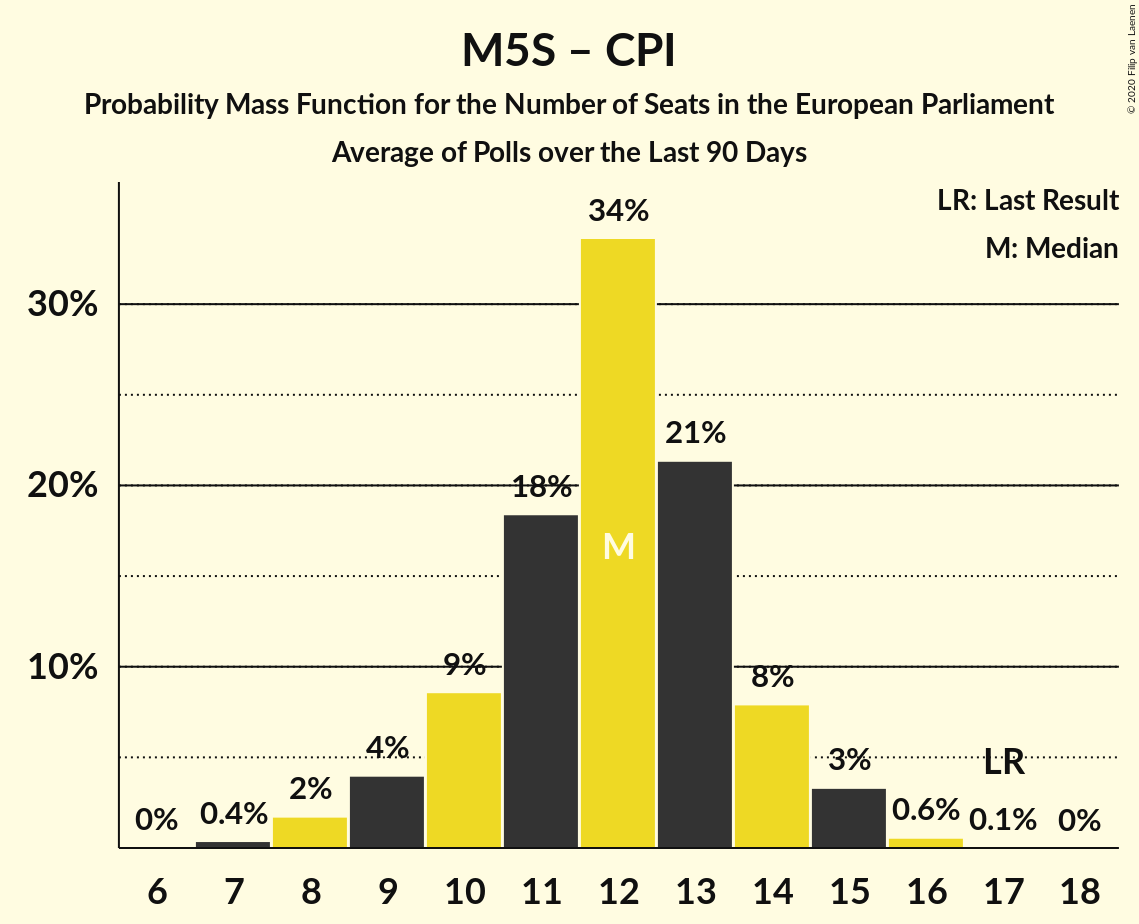 M5S – CPI
Probability Mass Function for the Number of Seats in the European Parliament
Average of Polls over the Last 90 Days
© 2020 Filip van Laenen
LR: Last Result
M: Median
34%
30%
21%
20%
18%
M
10%
9%
8%
4%
3%
LR
2%
0%
0.4%
0.6%
0.1%
0%
6 7 8 9 10 11 12 13 14 15 16 17 18